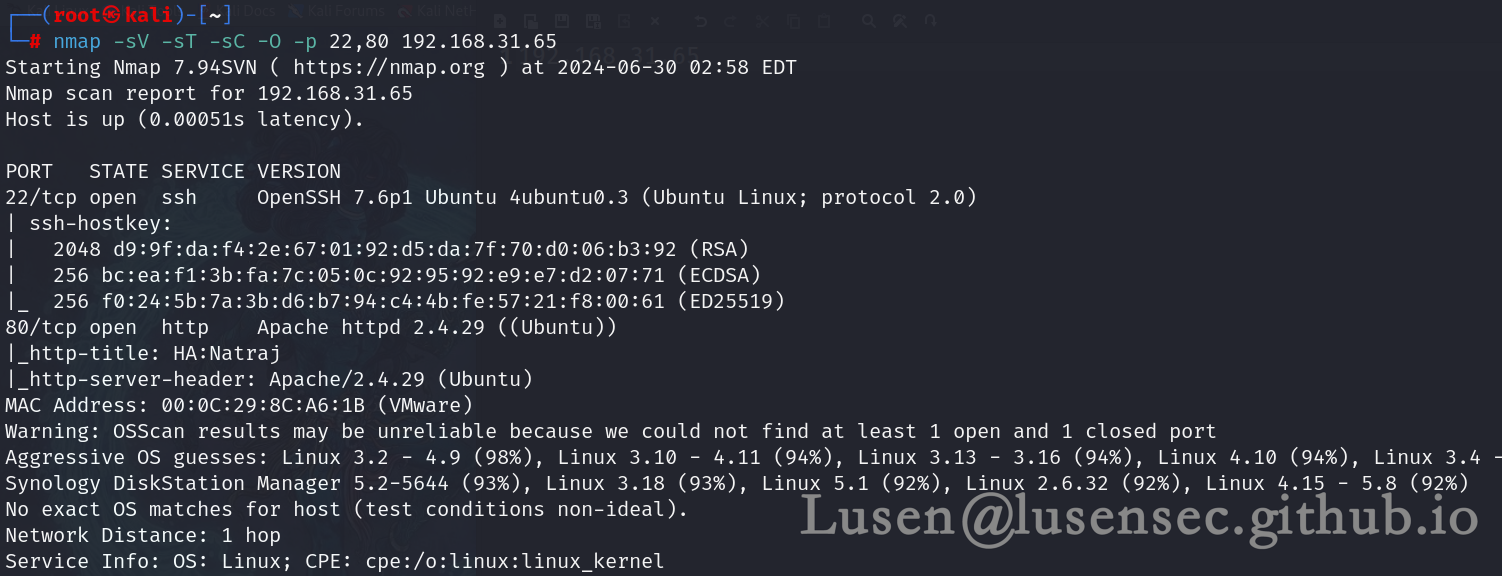 ┌──(root㉿kali)-[~]
└─# nmap -sV -sT -sC -O -p 22,80 192.168.31.65
Starting Nmap 7.94SVN ( https://nmap.org ) at 2024-06-30 02:58 EDT
Nmap scan report for 192.168.31.65
Host is up (0.00051s latency).
PORT   STATE SERVICE VERSION
22/tcp open  ssh     OpenSSH 7.6p1 Ubuntu 4ubuntu0.3 (Ubuntu Linux; protocol 2.0)
| ssh-hostkey:
|   2048 d9:9f:da:f4:2e:67:01:92:d5:da:7f:70:d0:06:b3:92 (RSA)
|   256 bc:ea:f1:3b:fa:7c:05:0c:92:95:92:e9:e7:d2:07:71 (ECDSA)
|_  256 f0:24:5b:7a:3b:d6:b7:94:c4:4b:fe:57:21:f8:00:61 (ED25519)
80/tcp open  http    Apache httpd 2.4.29 ((Ubuntu))
|_http-title: HA:Natraj
|_http-server-header: Apache/2.4.29 (Ubuntu)
MAC Address: 00:0C:29:8C:A6:1B (VMware)
Warning: OSScan results may be unreliable because we could not find at least 1 open and 1 closed port
Aggressive OS guesses: Linux 3.2 - 4.9 (98%), Linux 3.10 - 4.11 (94%), Linux 3.13 - 3.16 (94%), Linux 4.10 (94%), Linux 3.4 -
Synology DiskStation Manager 5.2-5644 (93%), Linux 3.18 (93%), Linux 5.1 (92%), Linux 2.6.32 (92%), Linux 4.15 - 5.8 (92%)
No exact OS matches for host (test conditions non-ideal).
Network Distance: 1 hop
Service Info: OS: Linux; CPE: cpe:/o:linux:linux_kernel
Lusen@lusensec.github.io